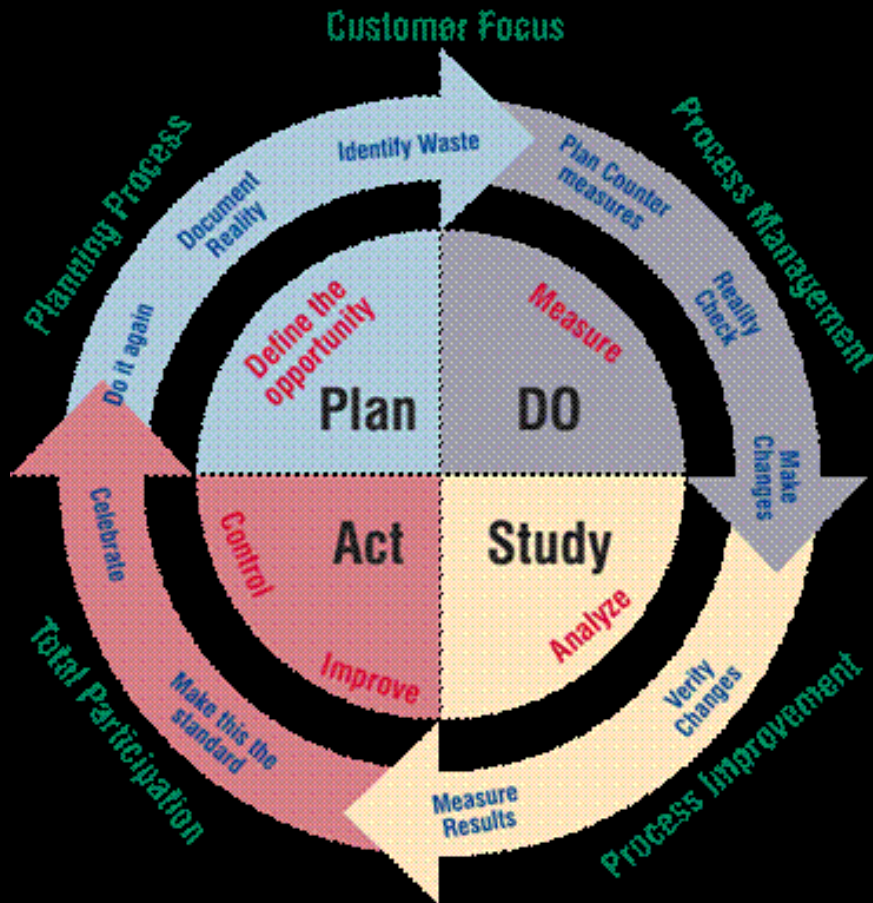 Customer Focus
Planning Process
Process Management
Identify Waste
Document
Reality
Do it again
Plan Counter
measures
Reality
Check
Make
Changes
Define the
opportunity
Measure
Plan
DO
Act
Study
Control
Improve
Analyze
Celebrate
Make this the
standard
Verify
Changes
Measure
Results
Total Participation
Process Improvement